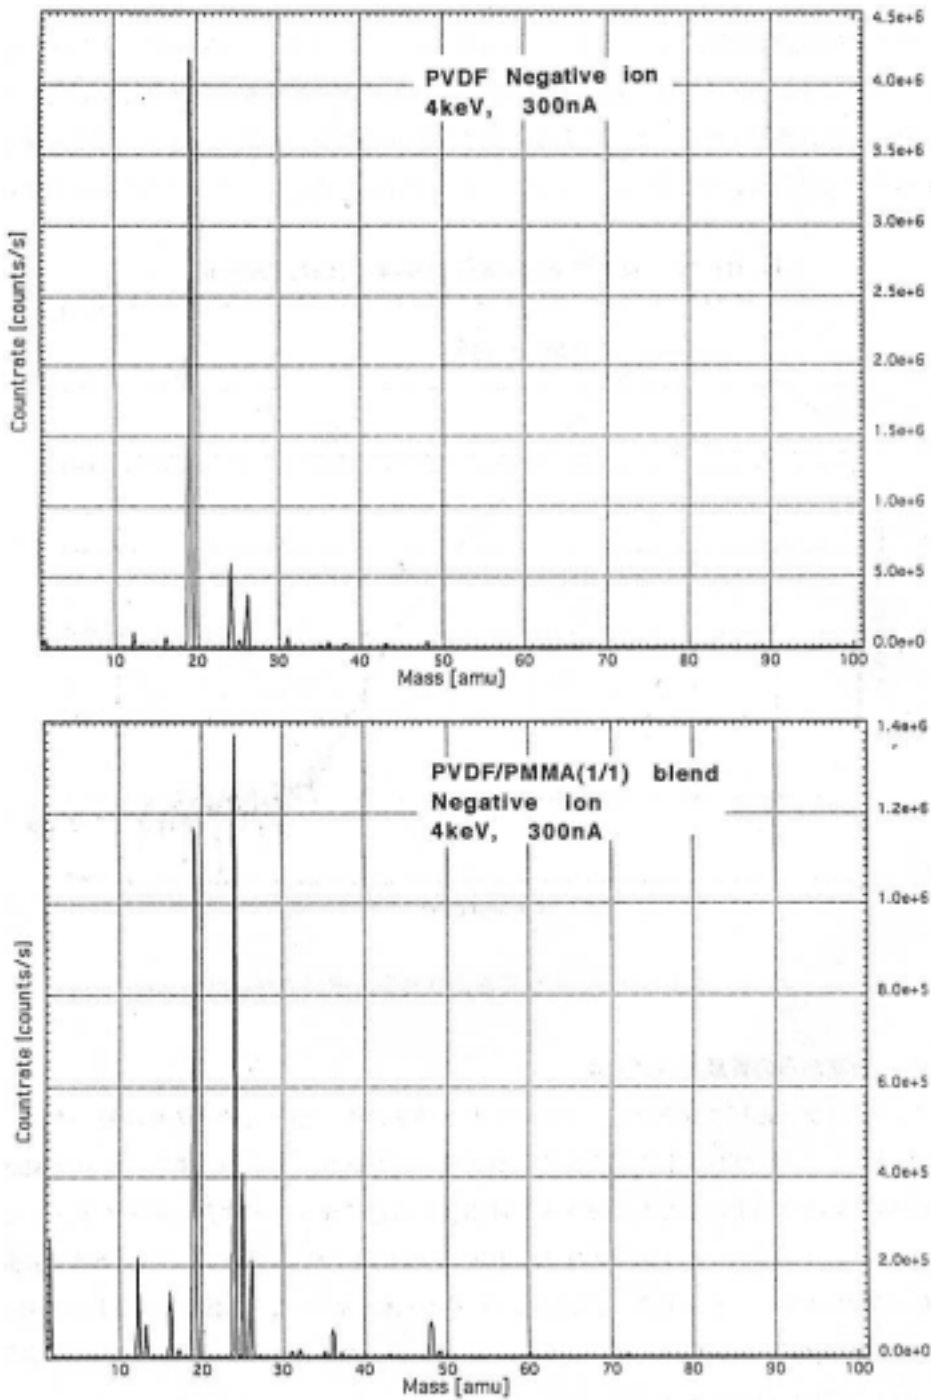 4.5e+6
PVDF Negative ion
4keV, 300nA
4.0e+6
3.5e+6
3.0e+6
2.5e+6
2.0e+6
1.5e+6
1.0e+6
5.0e+5
0.0e+0
Countrate [counts/s]
10 20 30 40 50 60 70 80 90 100
Mass [amu]
1.4e+6
PVDF/PMMA(1/1) blend
Negative ion
4keV, 300nA
1.2e+6
1.0e+6
8.0e+5
6.0e+5
4.0e+5
2.0e+5
0.0e+0
Countrate [counts/s]
10 20 30 40 50 60 70 80 90 100
Mass [amu]